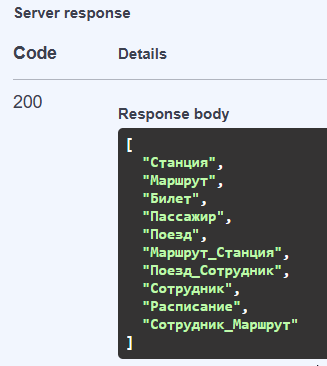 Server response
Code Details
200
Response body
[
"Станция",
"Маршрут",
"Билет",
"Пассажир",
"Поезд",
"Маршрут_Станция",
"Поезд_Сотрудник",
"Сотрудник",
"Расписание",
"Сотрудник_Маршрут"
]